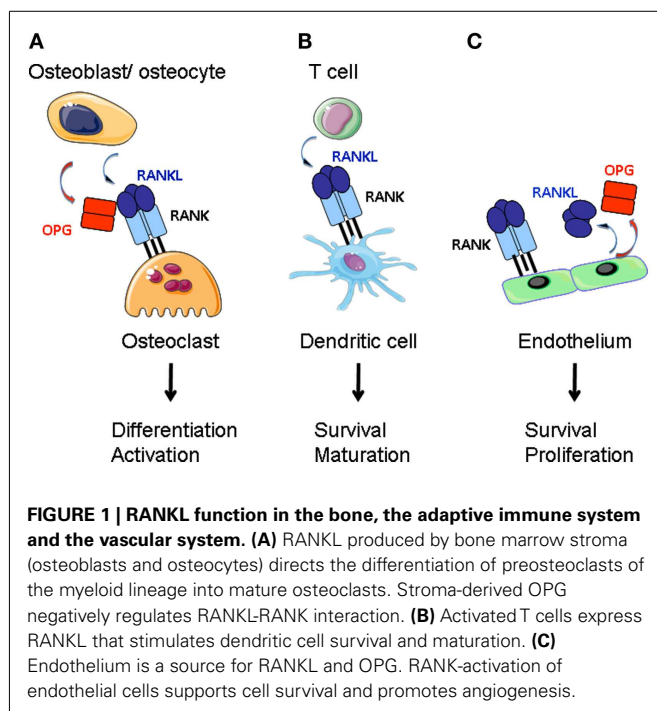 A
B
C
Osteoblast/ osteocyte
T cell
RANKL
RANK
OPG
RANKL
RANK
OPG
RANKL
RANK
Osteoclast
Dendritic cell
Endothelium
Differentiation
Activation
Survival
Maturation
Survival
Proliferation
FIGURE 1 | RANKL function in the bone, the adaptive immune system
and the vascular system. (A) RANKL produced by bone marrow stroma
(osteoblasts and osteocytes) directs the differentiation of preosteoclasts of
the myeloid lineage into mature osteoclasts. Stroma-derived OPG
negatively regulates RANKL-RANK interaction. (B) Activated T cells express
RANKL that stimulates dendritic cell survival and maturation. (C)
Endothelium is a source for RANKL and OPG. RANK-activation of
endothelial cells supports cell survival and promotes angiogenesis.